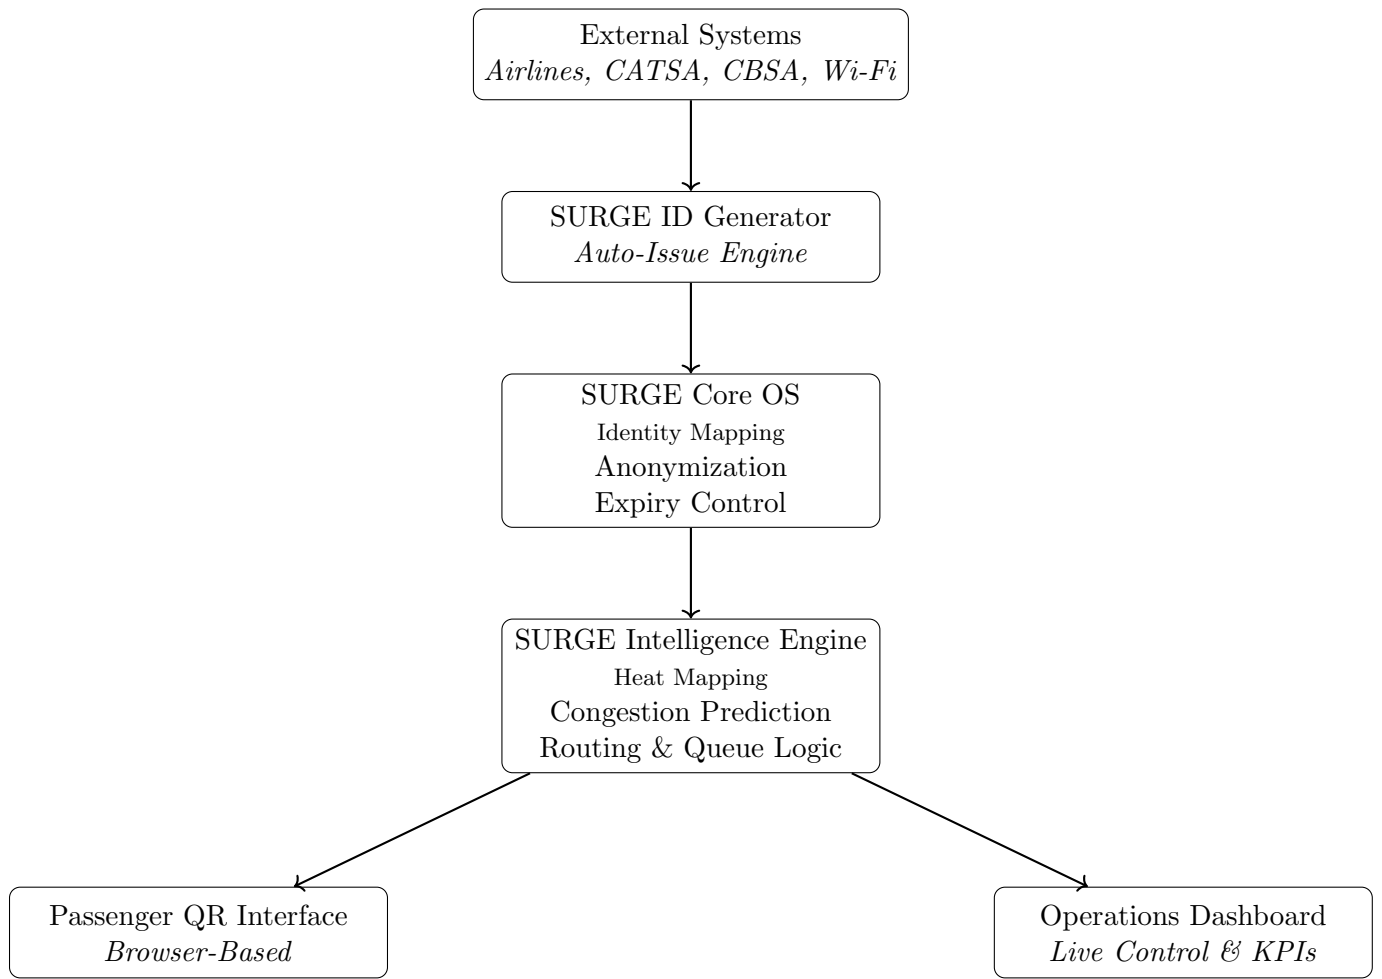 External Systems
Airlines, CATSA, CBSA, Wi-Fi
SURGE ID Generator
Auto-Issue Engine
SURGE Core OS
Identity Mapping
Anonymization
Expiry Control
SURGE Intelligence Engine
Heat Mapping
Congestion Prediction
Routing & Queue Logic
Passenger QR Interface
Browser-Based
Operations Dashboard
Live Control & KPIs